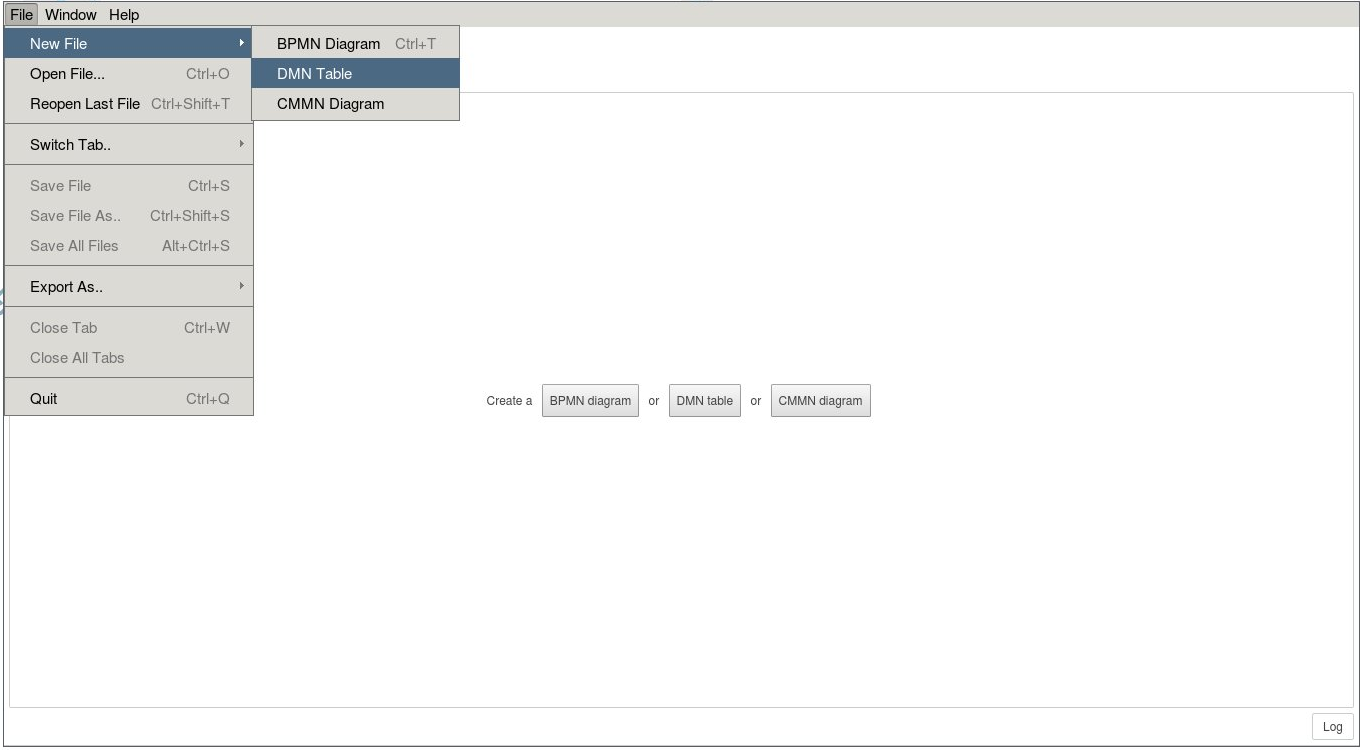 File Window Help
New File
BPMN Diagram Ctrl+T
Open File... Ctrl+O
DMN Table
Reopen Last File Ctrl+Shift+T
CMMN Diagram
Switch Tab..
Save File Ctrl+S
Save File As.. Ctrl+Shift+S
Save All Files Alt+Ctrl+S
Export As..
Close Tab Ctrl+W
Close All Tabs
Quit Ctrl+Q
Create a BPMN diagram or DMN table or CMMN diagram
Log